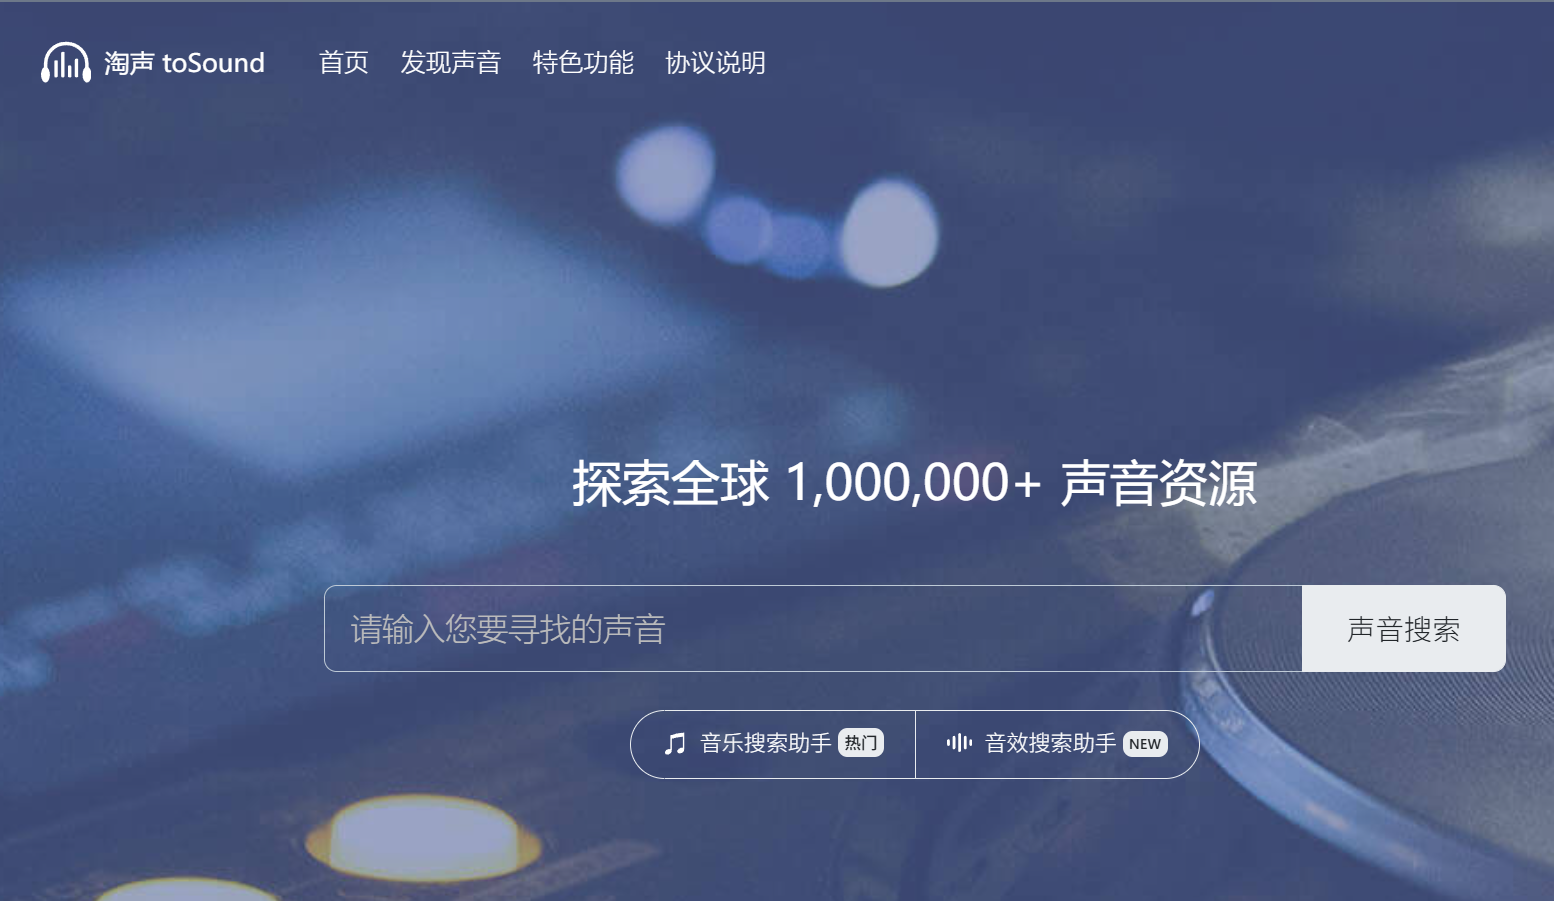 淘声 toSound 首页 发现声音 特色功能 协议说明
探索全球 1,000,000+ 声音资源
请输入您要寻找的声音 声音搜索
音乐搜索助手 热门 音效搜索助手 NEW